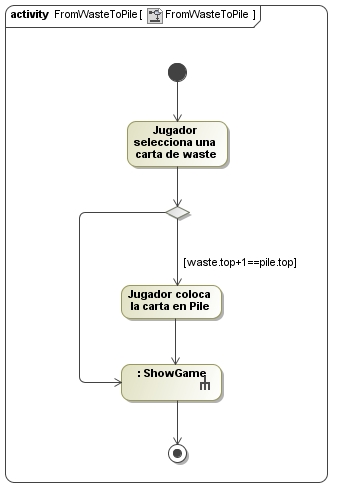 activity FromWasteToPile [ FromWasteToPile ]
Jugador
selecciona una
carta de waste
[waste.top+1==pile.top]
Jugador coloca
la carta en Pile
: ShowGame